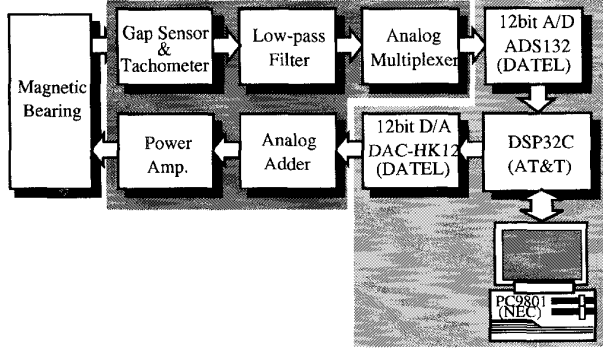 Magnetic
Bearing
Gap Sensor
&
Tachometer
Low-pass
Filter
Analog
Multiplexer
12bit A/D
ADS132
(DATEL)
Power
Amp.
Analog
Adder
12bit D/A
DAC-HK12
(DATEL)
DSP32C
(AT&T)
PC9801
(NEC)